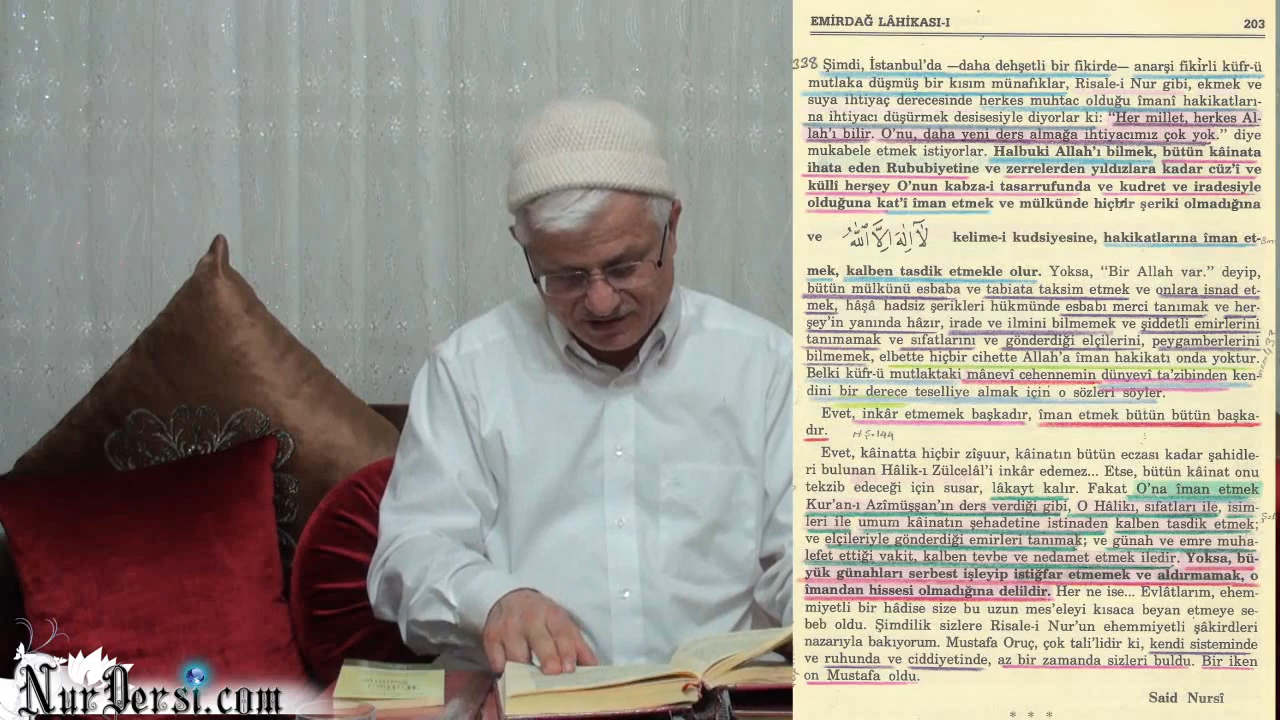 EMİRDAĞ LÂHİKASI-I 203
338 Şimdi, İstanbul'da —daha dehşetli bir fikirde— anarşi fikirli küfr-ü
mutlaka düşmüş bir kısım münafıklar, Risale-i Nur gibi, ekmek ve
suya ihtiyaç derecesinde herkes muhtac olduğu îmanî hakikatları-
na ihtiyacı düşürmek desisesiyle diyorlar ki: "Her millet, herkes Al-
lah'ı bilir. O'nu, daha yeni ders almağa ihtiyacımız çok yok." diye
mukabele etmek istiyorlar. Halbuki Allah'ı bilmek, bütün kâinata
ihata eden Rububiyetine ve zerrelerden yıldızlara kadar cüz'î ve
küllî herşey O'nun kabza-i tasarrufunda ve kudret ve iradesiyle
olduğuna kat'î îman etmek ve mülkünde hiçbir şeriki olmadığına
ve لَآ اِلٰهَ اِلَّا اللّٰهُ kelime-i kudsiyesine, hakikatlarına îman et-
mek, kalben tasdik etmekle olur. Yoksa, "Bir Allah var." deyip,
bütün mülkünü esbaba ve tabiata taksim etmek ve onlara isnad et-
mek, hâşâ hadsiz şerikleri hükmünde esbabı merci tanımak ve her-
şey'in yanında hâzır, irade ve ilmini bilmemek ve şiddetli emirlerini
tanımamak ve sıfatlarını ve gönderdiği elçilerini, peygamberlerini
bilmemek, elbette hiçbir cihette Allah'a îman hakikatı onda yoktur.
Belki küfr-ü mutlaktaki mânevî cehennemin dünyevî ta'zibinden ken-
dini bir derece teselliye almak için o sözleri söyler.
Evet, inkâr etmemek başkadır, îman etmek bütün bütün başka-
dır. H.Ş=144
Evet, kâinatta hiçbir zîşuur, kâinatın bütün eczası kadar şahidle-
ri bulunan Hâlik-ı Zülcelâl'i inkâr edemez... Etse, bütün kâinat onu
tekzib edeceği için susar, lâkayt kalır. Fakat O'na îman etmek
Kur'an-ı Azîmüşşan'ın ders verdiği gibi, O Hâlikı, sıfatları ile, isim-
leri ile umum kâinatın şehadetine istinaden kalben tasdik etmek;
ve elçileriyle gönderdiği emirleri tanımak; ve günah ve emre muha-
lefet ettiği vakit, kalben tevbe ve nedamet etmek iledir. Yoksa, bü-
yük günahları serbest işleyip istiğfar etmemek ve aldırmamak, o
îmandan hissesi olmadığına delildir. Her ne ise... Evlâtlarım, ehem-
miyetli bir hâdise size bu uzun mes'eleyi kısaca beyan etmeye se-
beb oldu. Şimdilik sizlere Risale-i Nur'un ehemmiyetli şâkirdleri
nazarıyla bakıyorum. Mustafa Oruç, çok tali'lidir ki, kendi sisteminde
ve ruhunda ve ciddiyetinde, az bir zamanda sizleri buldu. Bir iken
on Mustafa oldu.
Said Nursî
* * *
NurDersi.com